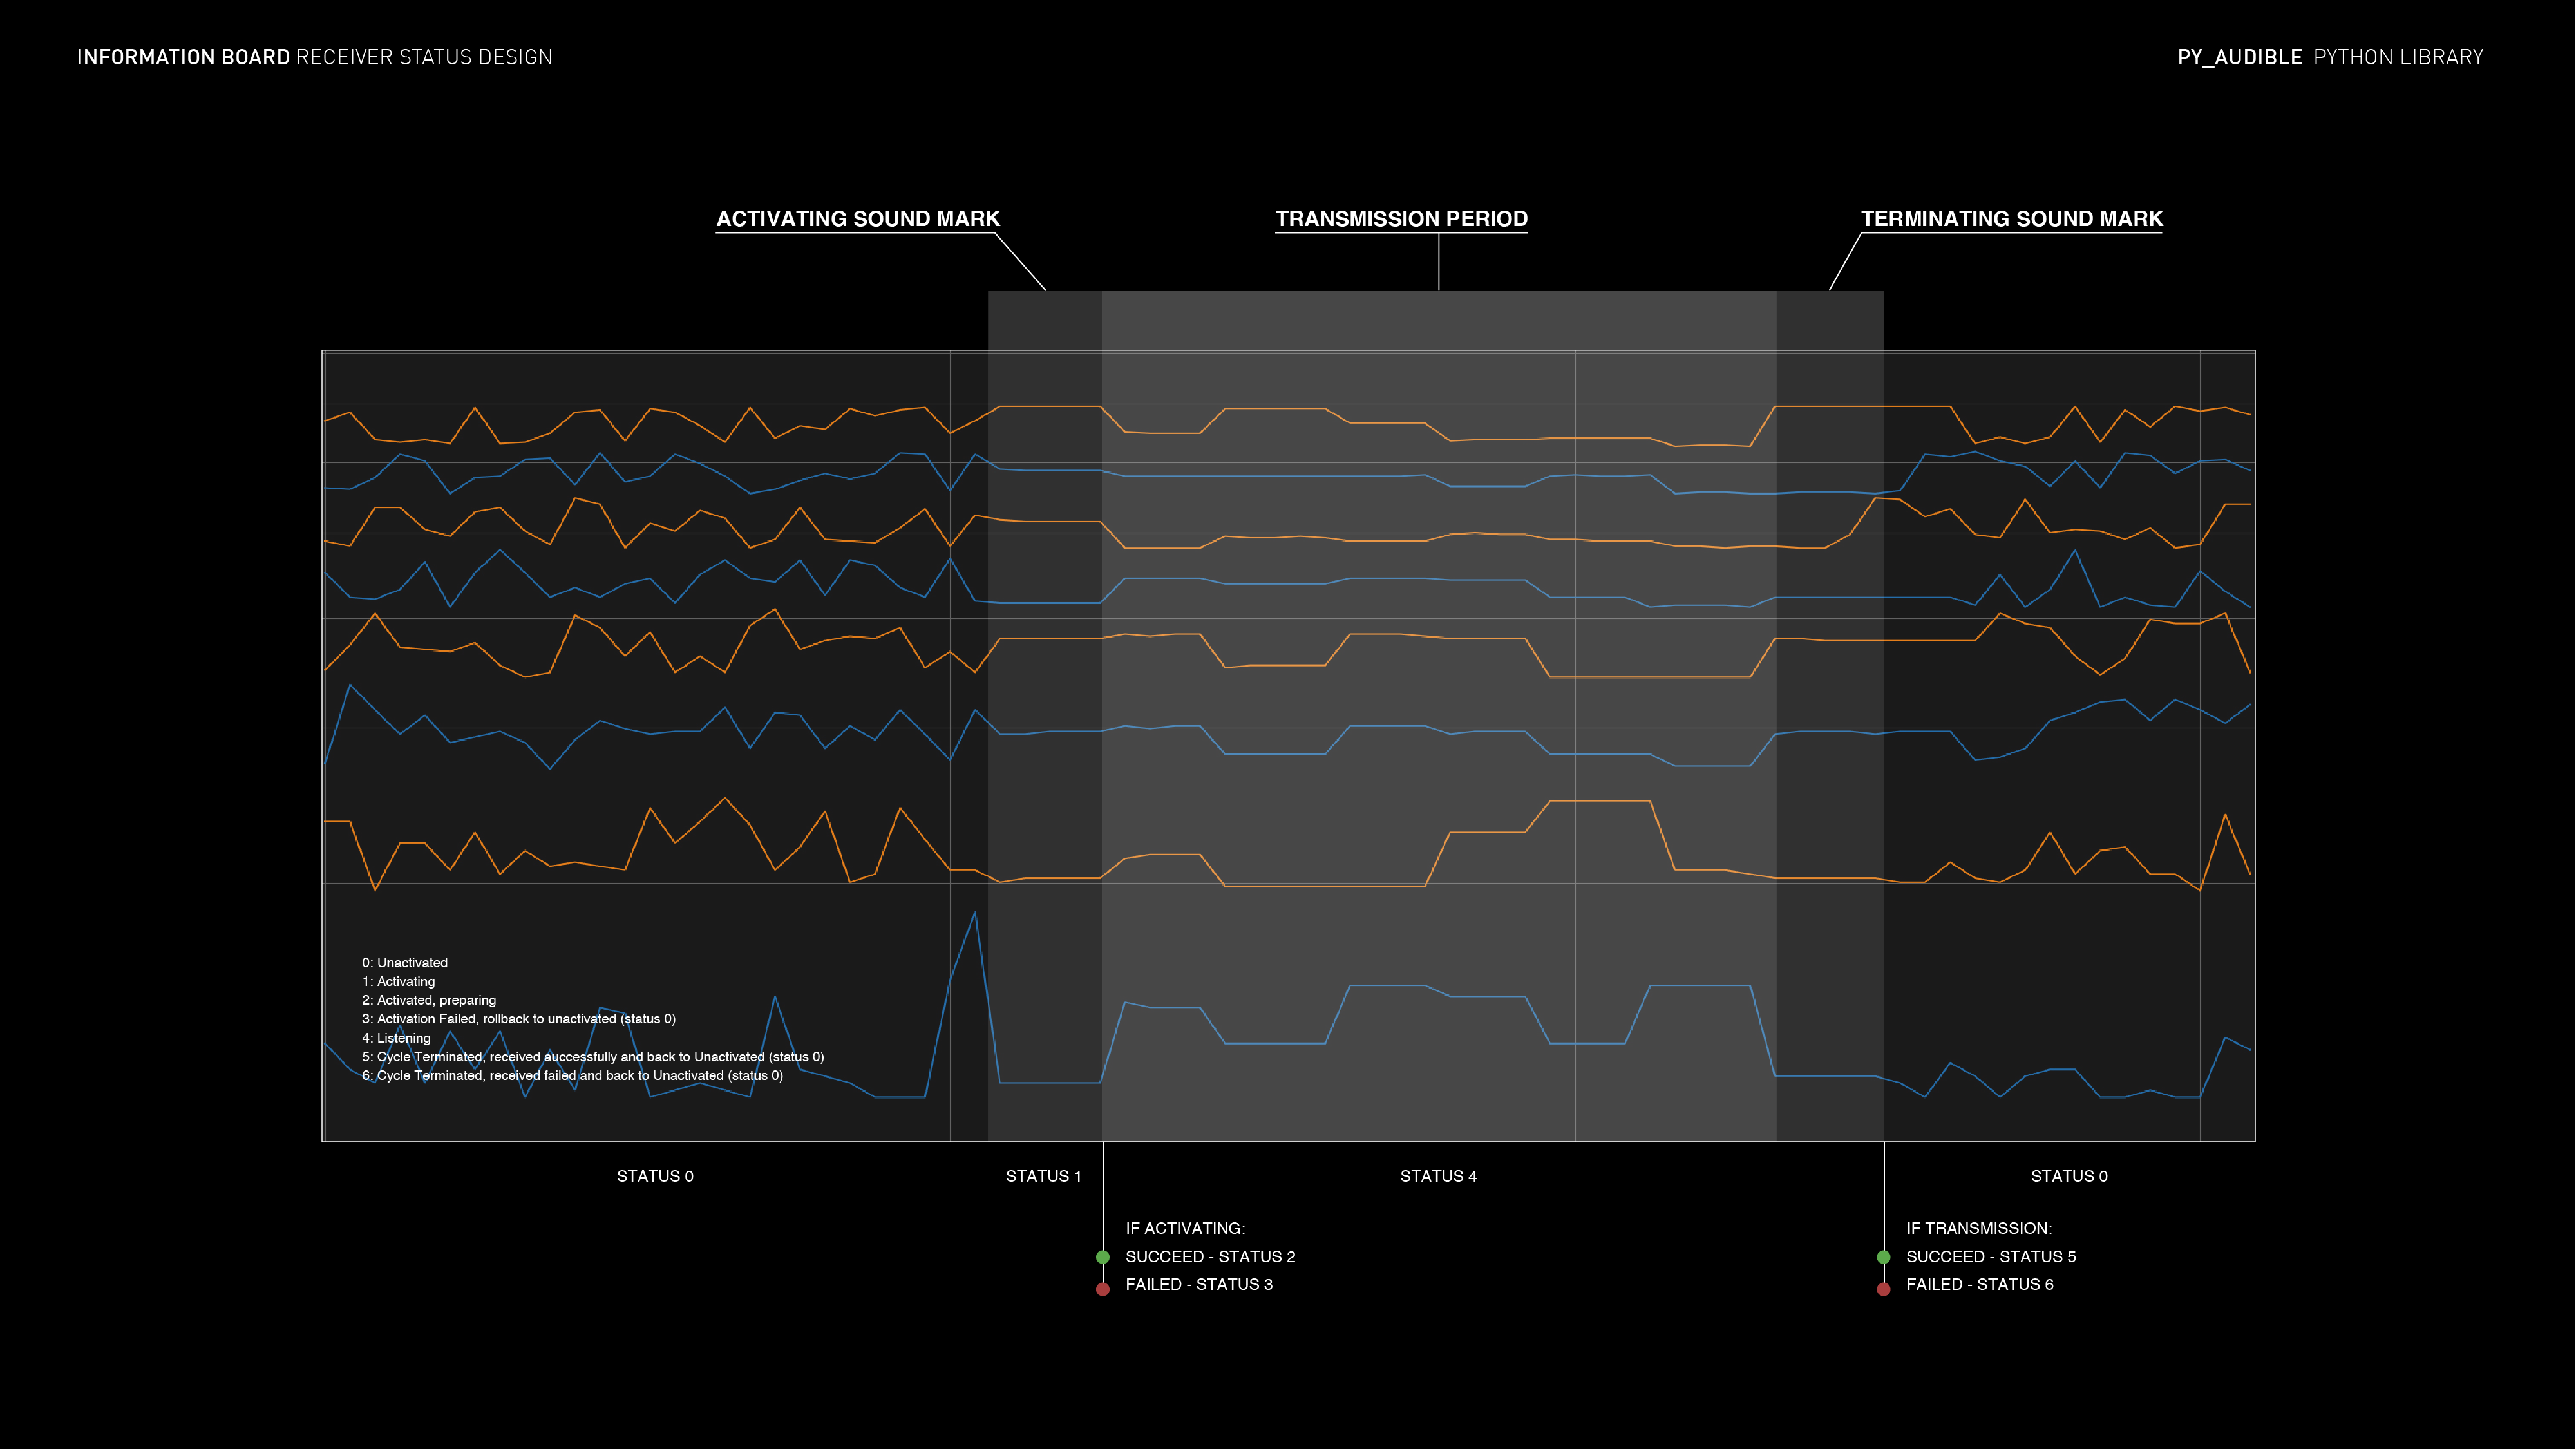 INFORMATION BOARD RECEIVER STATUS DESIGN
PY_AUDIBLE PYTHON LIBRARY
ACTIVATING SOUND MARK
TRANSMISSION PERIOD
TERMINATING SOUND MARK
0: Unactivated
1: Activating
2: Activated, preparing
3: Activation Failed, rollback to unactivated (status 0)
4: Listening
5: Cycle Terminated, received successfully and back to Unactivated (status 0)
6: Cycle Terminated, received failed and back to Unactivated (status 0)
STATUS 0
STATUS 1
STATUS 4
STATUS 0
IF ACTIVATING:
SUCCEED - STATUS 2
FAILED - STATUS 3
IF TRANSMISSION:
SUCCEED - STATUS 5
FAILED - STATUS 6